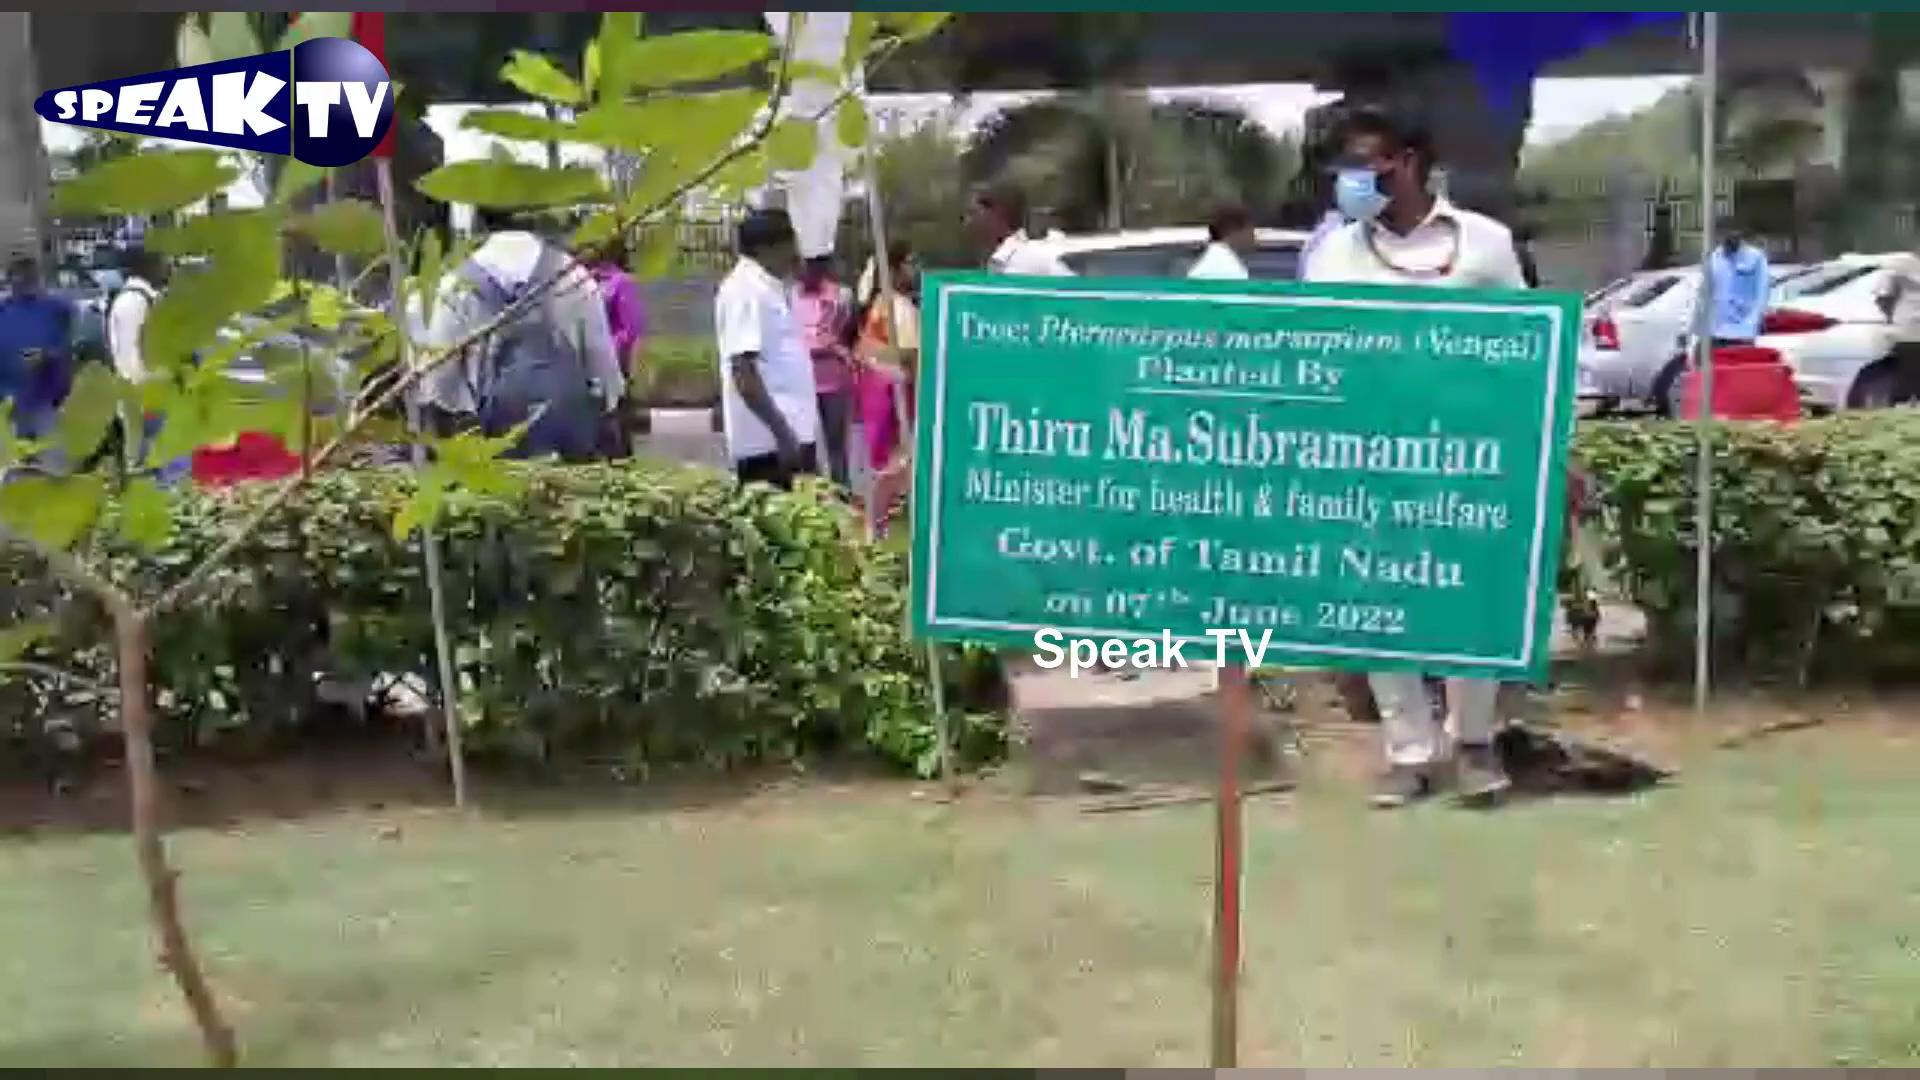 SPEAK TV
Tree: Pterocarpus marsupium (Vengai)
Planted By
Thiru Ma.Subramanian
Minister for health & family welfare
Govt. of Tamil Nadu
on 07th June 2022
Speak TV